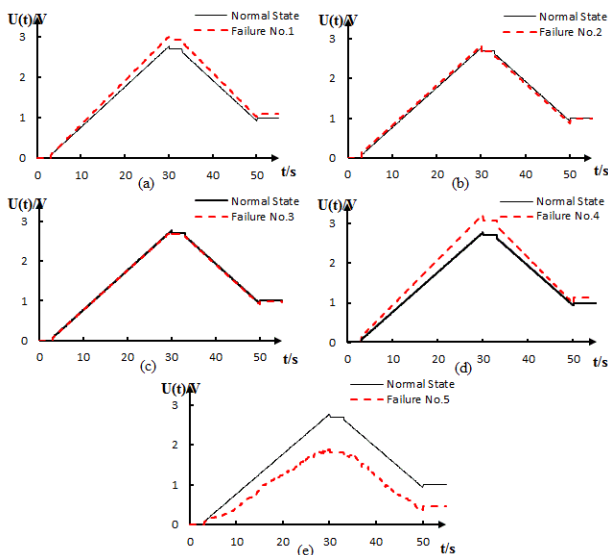 U(t)/V
Normal State
Failure No.1
3
2
1
0
0 10 20 30 40 50 t/s
(a)
U(t)/V
Normal State
Failure No.2
3
2
1
0
0 10 20 30 40 50 t/s
(b)
U(t)/V
Normal State
Failure No.3
3
2
1
0
0 10 20 30 40 50 t/s
(c)
U(t)/V
Normal State
Failure No.4
3
2
1
0
0 10 20 30 40 50 t/s
(d)
U(t)/V
Normal State
Failure No.5
3
2
1
0
0 10 20 30 40 50 t/s
(e)